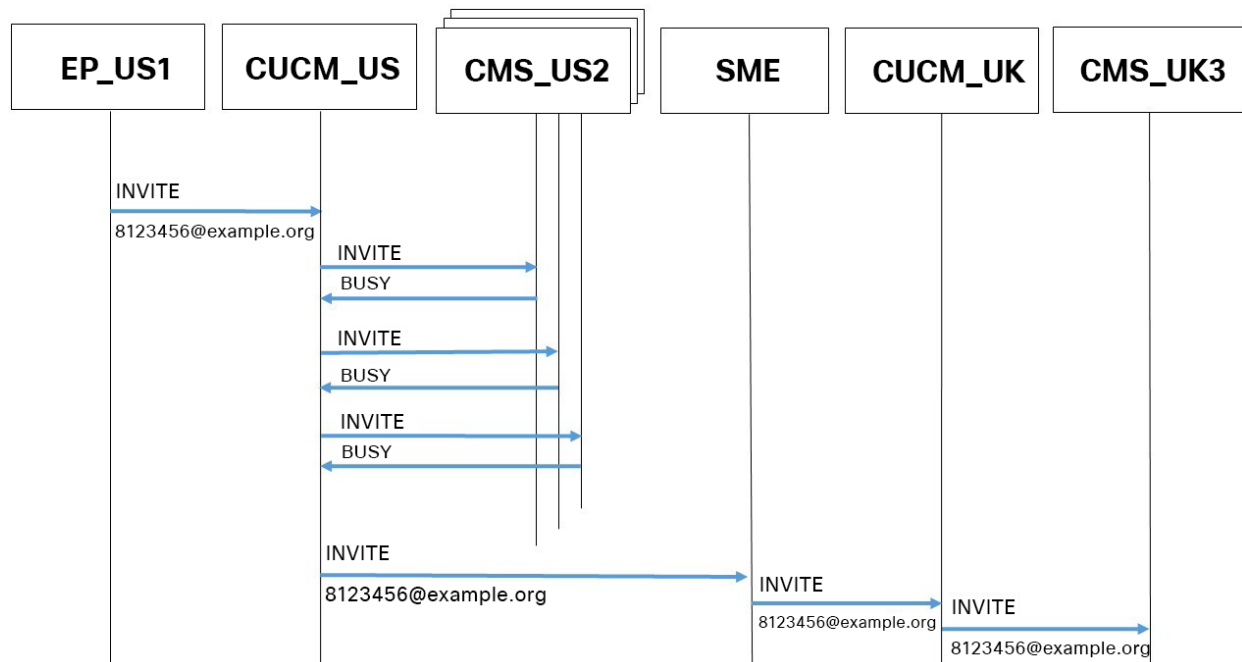 EP_US1
CUCM_US
CMS_US2
SME
CUCM_UK
CMS_UK3
INVITE
8123456@example.org
INVITE
BUSY
INVITE
BUSY
INVITE
BUSY
INVITE
8123456@example.org
INVITE
8123456@example.org
INVITE
8123456@example.org